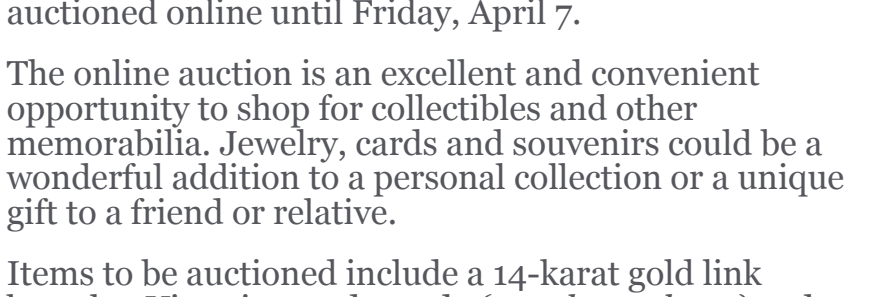 auctioned online until Friday, April 7.
The online auction is an excellent and convenient
opportunity to shop for collectibles and other
memorabilia. Jewelry, cards and souvenirs could be a
wonderful addition to a personal collection or a unique
gift to a friend or relative.
Items to be auctioned include a 14-karat gold link